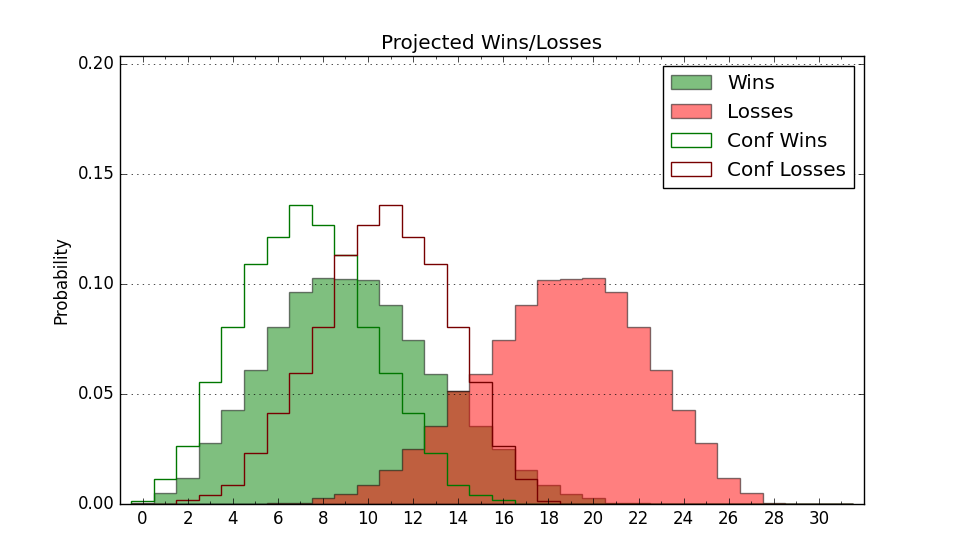 Projected Wins/Losses
0.20
0.15
0.10
0.05
0.00
Probability
Wins
Losses
Conf Wins
Conf Losses
0 2 4 6 8 10 12 14 16 18 20 22 24 26 28 30